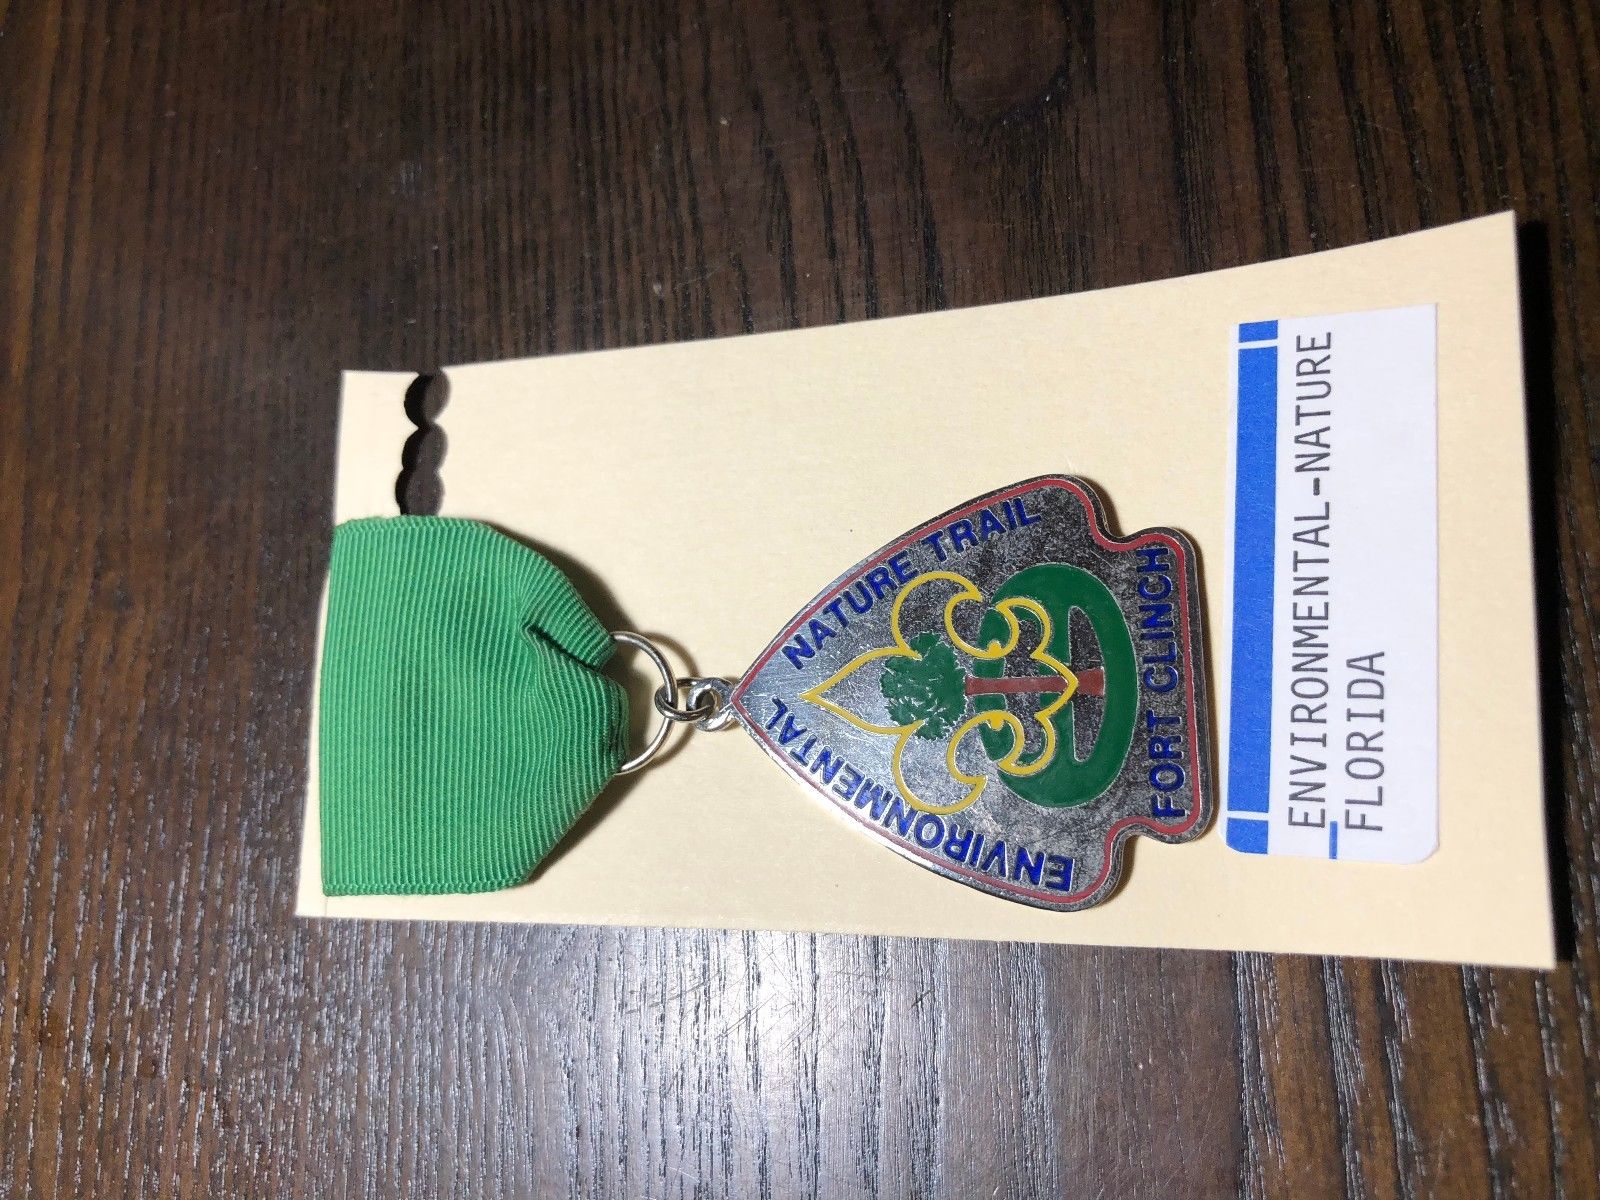 ENVIRONMENTAL NATURE TRAIL
FORT CLINCH
ENVIRONMENTAL-NATURE
FLORIDA